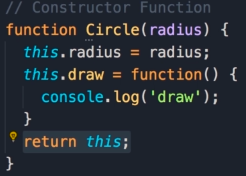 // Constructor Function
function Circle(radius) {
  this.radius = radius;
  this.draw = function() {
    console.log('draw');
  }
  return this;
}